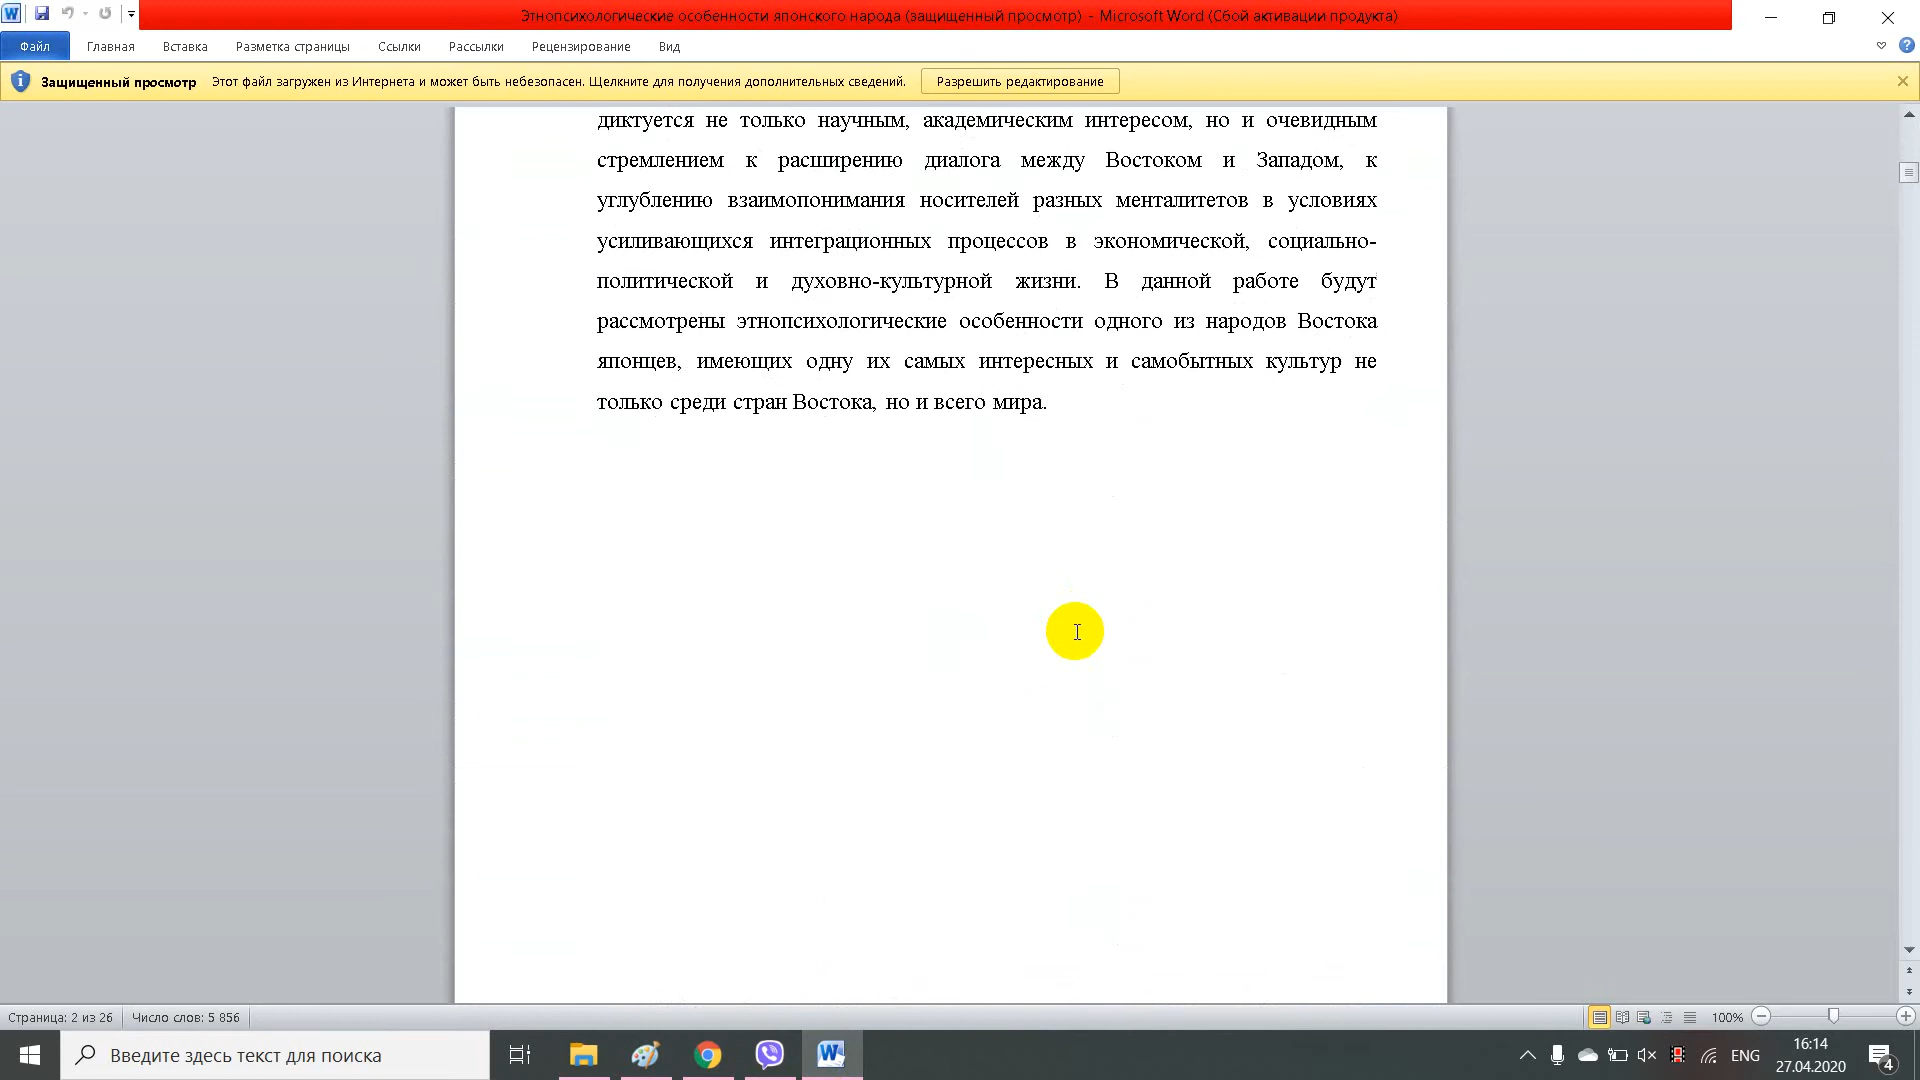 Этнопсихологические особенности японского народа (защищенный просмотр) - Microsoft Word (Сбой активации продукта)
Файл Главная Вставка Разметка страницы Ссылки Рассылки Рецензирование Вид
Защищенный просмотр Этот файл загружен из Интернета и может быть небезопасен. Щелкните для получения дополнительных сведений. Разрешить редактирование
диктуется не только научным, академическим интересом, но и очевидным
стремлением к расширению диалога между Востоком и Западом, к
углублению взаимопонимания носителей разных менталитетов в условиях
усиливающихся интеграционных процессов в экономической, социально-
политической и духовно-культурной жизни. В данной работе будут
рассмотрены этнопсихологические особенности одного из народов Востока
японцев, имеющих одну их самых интересных и самобытных культур не
только среди стран Востока, но и всего мира.
Страница: 2 из 26 Число слов: 5 856 100%
Введите здесь текст для поиска ENG 16:14
27.04.2020 4